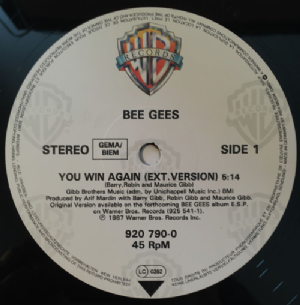 WB
RECORDS
BEE GEES
STEREO
GEMA/
BIEM
SIDE 1
YOU WIN AGAIN (EXT.VERSION) 5:14
(Barry, Robin and Maurice Gibb)
Gibb Brothers Music (adm. by Unichappell Music Inc.) BMI
Produced by Arif Mardin with Barry Gibb, Robin Gibb and Maurice Gibb.
Original Version available on the forthcoming BEE GEES album E.S.P.
on Warner Bros. Records (925 541-1).
℗ 1987 Warner Bros. Records Inc.
920 790-0
45 RpM
LC 0392